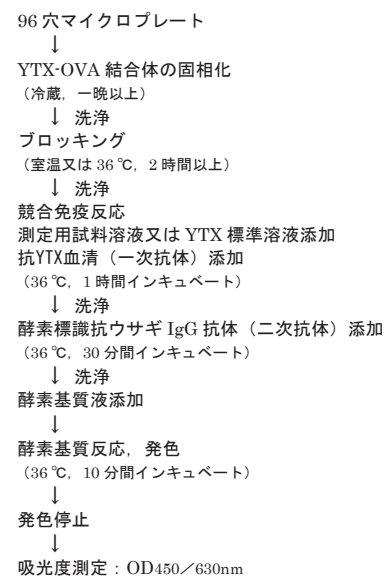 96 穴マイクロプレート
↓
YTX-OVA 結合体の固相化
（冷蔵，一晩以上）
↓ 洗浄
ブロッキング
（室温又は 36 ℃，2 時間以上）
↓ 洗浄
競合免疫反応
測定用試料溶液又は YTX 標準溶液添加
抗YTX血清（一次抗体）添加
（36 ℃，1 時間インキュベート）
↓ 洗浄
酵素標識抗ウサギ IgG 抗体（二次抗体）添加
（36 ℃，30 分間インキュベート）
↓ 洗浄
酵素基質液添加
↓
酵素基質反応，発色
（36 ℃，10 分間インキュベート）
↓
発色停止
↓
吸光度測定：OD450／630nm